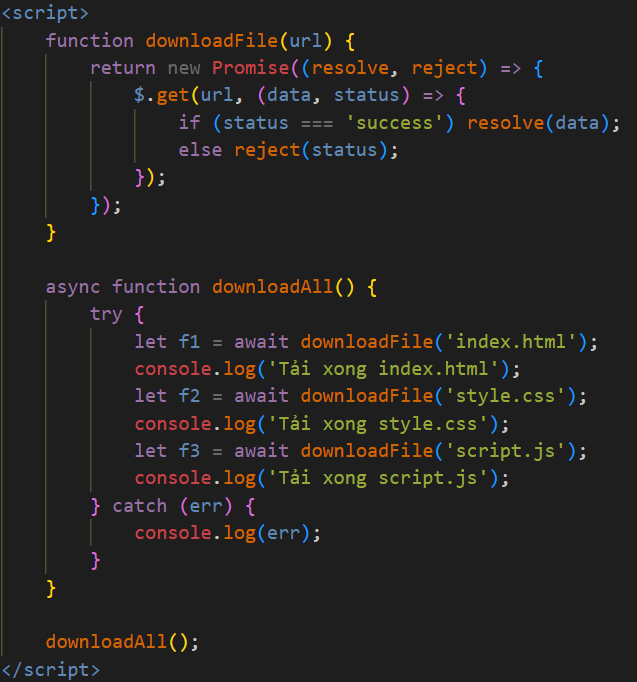 <script>
    function downloadFile(url) {
        return new Promise((resolve, reject) => {
            $.get(url, (data, status) => {
                if (status === 'success') resolve(data);
                else reject(status);
            });
        });
    }

    async function downloadAll() {
        try {
            let f1 = await downloadFile('index.html');
            console.log('Tải xong index.html');
            let f2 = await downloadFile('style.css');
            console.log('Tải xong style.css');
            let f3 = await downloadFile('script.js');
            console.log('Tải xong script.js');
        } catch (err) {
            console.log(err);
        }
    }

    downloadAll();
</script>